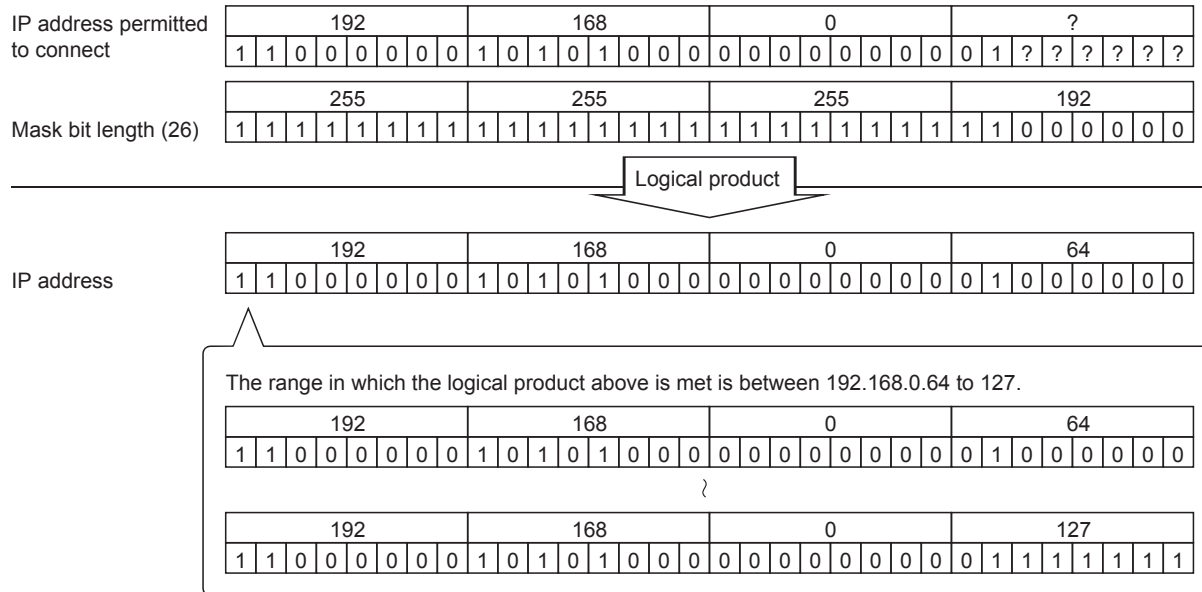 IP address permitted
to connect
192 168 0 ?
1 1 0 0 0 0 0 0 1 0 1 0 1 0 0 0 0 0 0 0 0 0 0 0 0 1 ? ? ? ? ? ?
255 255 255 192
Mask bit length (26)
1 1 1 1 1 1 1 1 1 1 1 1 1 1 1 1 1 1 1 1 1 1 1 1 1 1 0 0 0 0 0 0
Logical product
192 168 0 64
IP address
1 1 0 0 0 0 0 0 1 0 1 0 1 0 0 0 0 0 0 0 0 0 0 0 0 1 0 0 0 0 0 0
The range in which the logical product above is met is between 192.168.0.64 to 127.
192 168 0 64
1 1 0 0 0 0 0 0 1 0 1 0 1 0 0 0 0 0 0 0 0 0 0 0 0 1 0 0 0 0 0 0
~
192 168 0 127
1 1 0 0 0 0 0 0 1 0 1 0 1 0 0 0 0 0 0 0 0 0 0 0 0 1 1 1 1 1 1 1